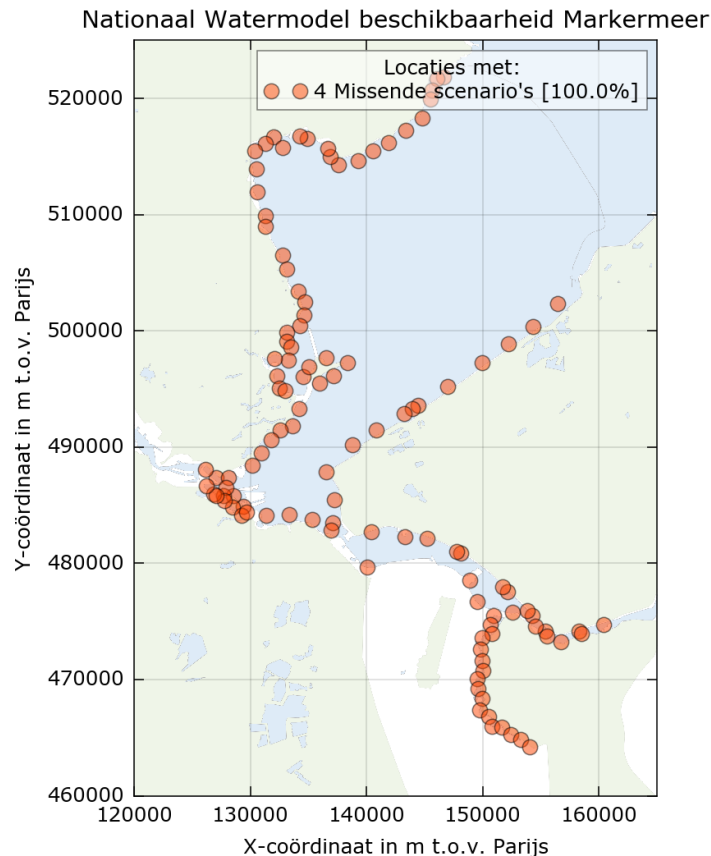 Nationaal Watermodel beschikbaarheid Markermeer
Locaties met:
4 Missende scenario's [100.0%]
520000
510000
500000
490000
480000
470000
460000
Y-coördinaat in m t.o.v. Parijs
120000 130000 140000 150000 160000
X-coördinaat in m t.o.v. Parijs